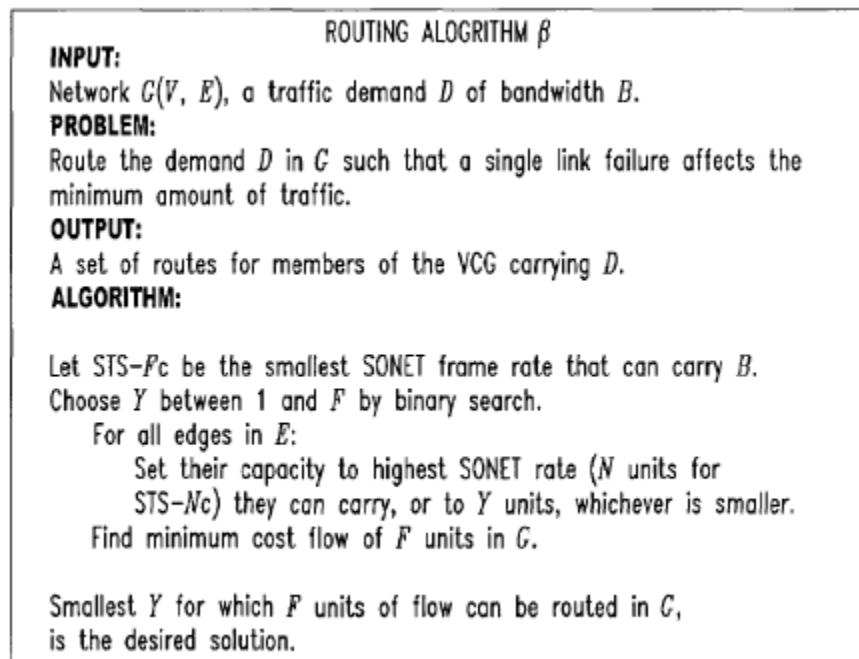 ROUTING ALOGRITHM β
INPUT:
Network G(V, E), a traffic demand D of bandwidth B.
PROBLEM:
Route the demand D in G such that a single link failure affects the
minimum amount of traffic.
OUTPUT:
A set of routes for members of the VCG carrying D.
ALGORITHM:
Let STS-Fc be the smallest SONET frame rate that can carry B.
Choose Y between 1 and F by binary search.
For all edges in E:
Set their capacity to highest SONET rate (N units for
STS-Nc) they can carry, or to Y units, whichever is smaller.
Find minimum cost flow of F units in G.
Smallest Y for which F units of flow can be routed in G,
is the desired solution.